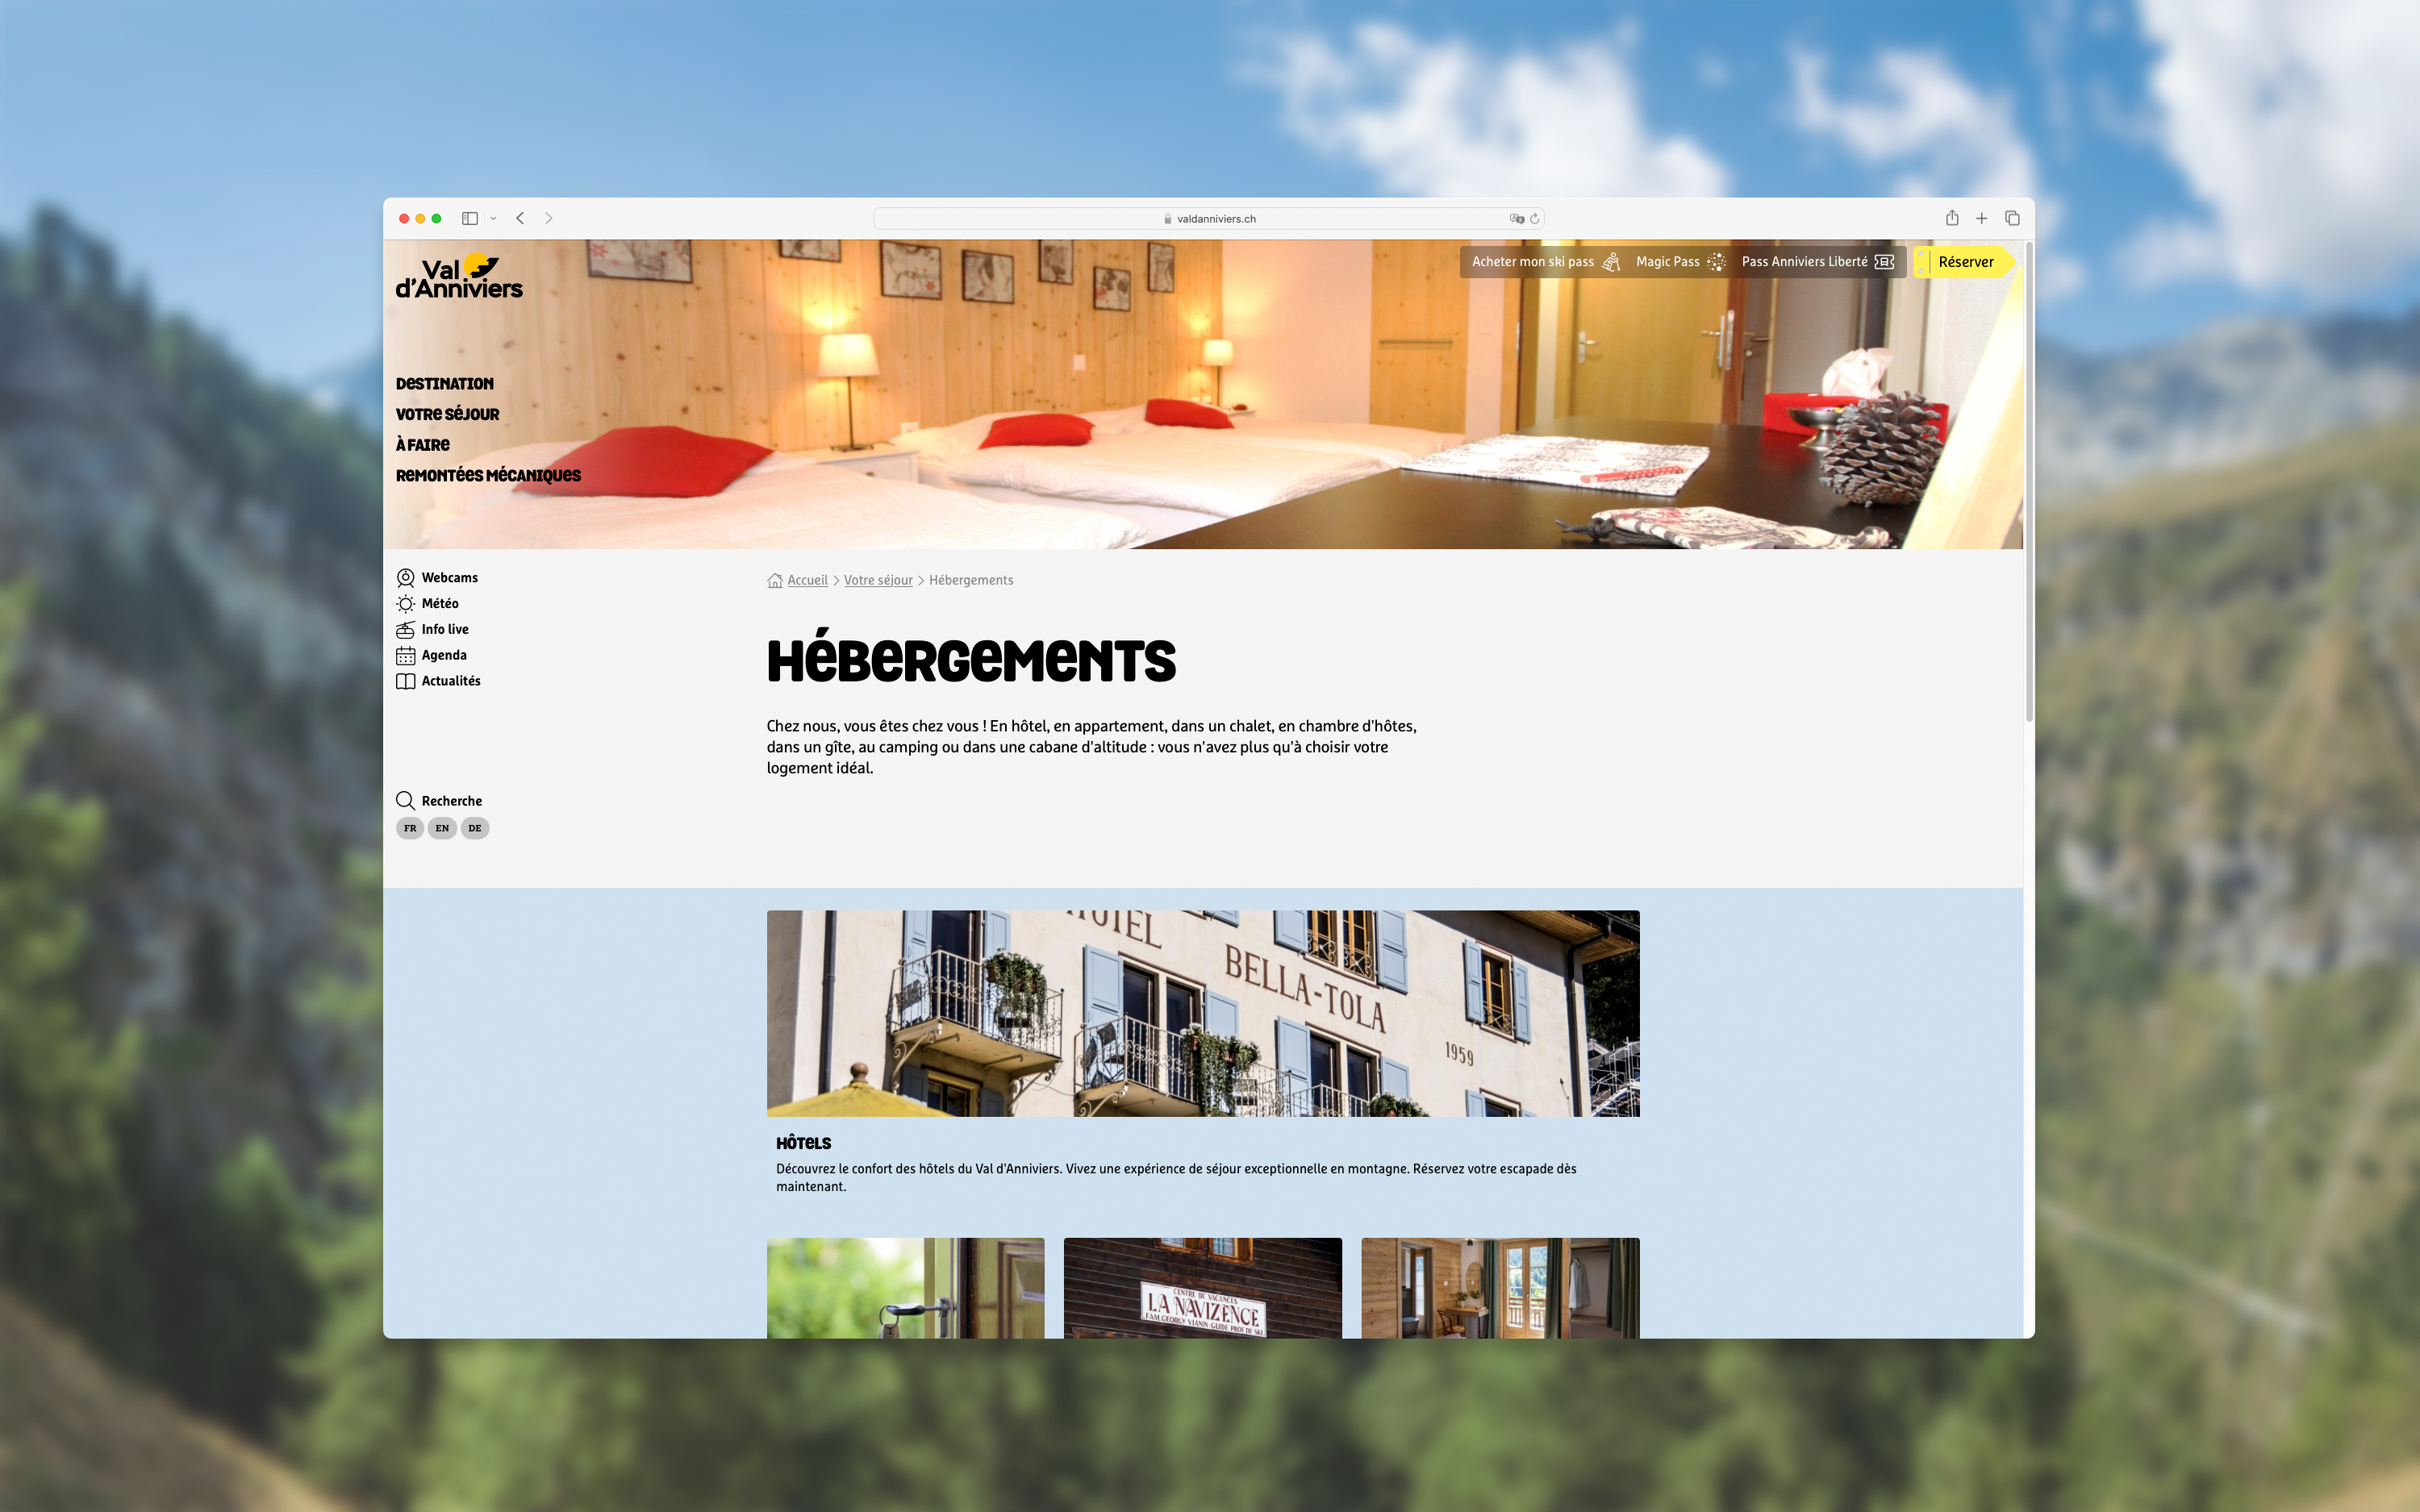 valdanniviers.ch
Val
d'Anniviers
Acheter mon ski pass
Magic Pass
Pass Anniviers Liberté
Réserver
DESTINATION
VOTRE SÉJOUR
À FAIRE
REMONTÉES MÉCANIQUES
Webcams
Météo
Info live
Agenda
Actualités
Recherche
FR EN DE
Accueil > Votre séjour > Hébergements
HÉBERGEMENTS
Chez nous, vous êtes chez vous ! En hôtel, en appartement, dans un chalet, en chambre d'hôtes,
dans un gîte, au camping ou dans une cabane d'altitude : vous n'avez plus qu'à choisir votre
logement idéal.
HOTEL
BELLA-TOLA
1959
HÔTELS
Découvrez le confort des hôtels du Val d'Anniviers. Vivez une expérience de séjour exceptionnelle en montagne. Réservez votre escapade dès
maintenant.
CENTRE DE VACANCES
LA NAVIZENCE
FAM GEORGY VIANIN GUIDE PROF DE SKI